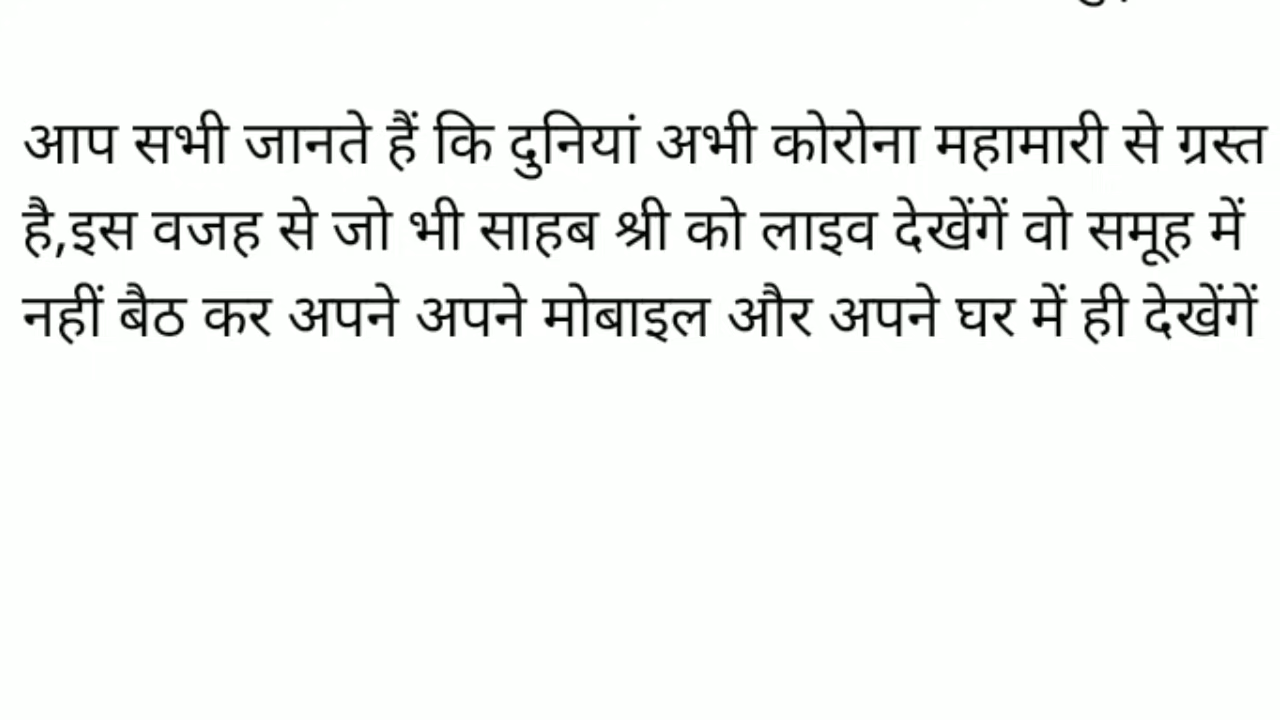 आप सभी जानते हैं कि दुनियां अभी कोरोना महामारी से ग्रस्त
है,इस वजह से जो भी साहब श्री को लाइव देखेंगें वो समूह में
नहीं बैठ कर अपने अपने मोबाइल और अपने घर में ही देखेंगें